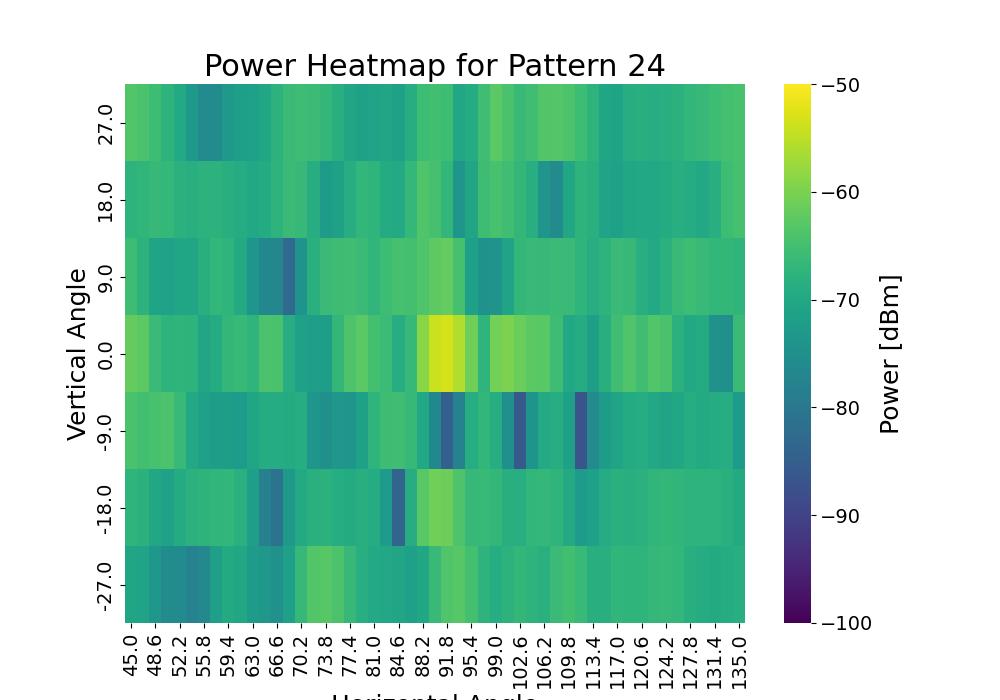 Power Heatmap for Pattern 24
Vertical Angle
27.0
18.0
9.0
0.0
-9.0
-18.0
-27.0
45.0 48.6 52.2 55.8 59.4 63.0 66.6 70.2 73.8 77.4 81.0 84.6 88.2 91.8 95.4 99.0 102.6 106.2 109.8 113.4 117.0 120.6 124.2 127.8 131.4 135.0
Horizontal Angle
−50
−60
−70
−80
−90
−100
Power [dBm]